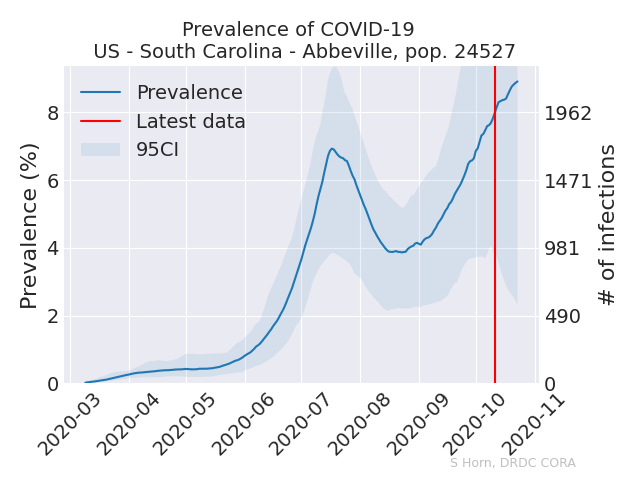 Prevalence of COVID-19
US - South Carolina - Abbeville, pop. 24527
Prevalence
Latest data
95CI
Prevalence (%)
8
6
4
2
0
1962
1471
981
490
0
# of infections
2020-03
2020-04
2020-05
2020-06
2020-07
2020-08
2020-09
2020-10
2020-11
S Horn, DRDC CORA